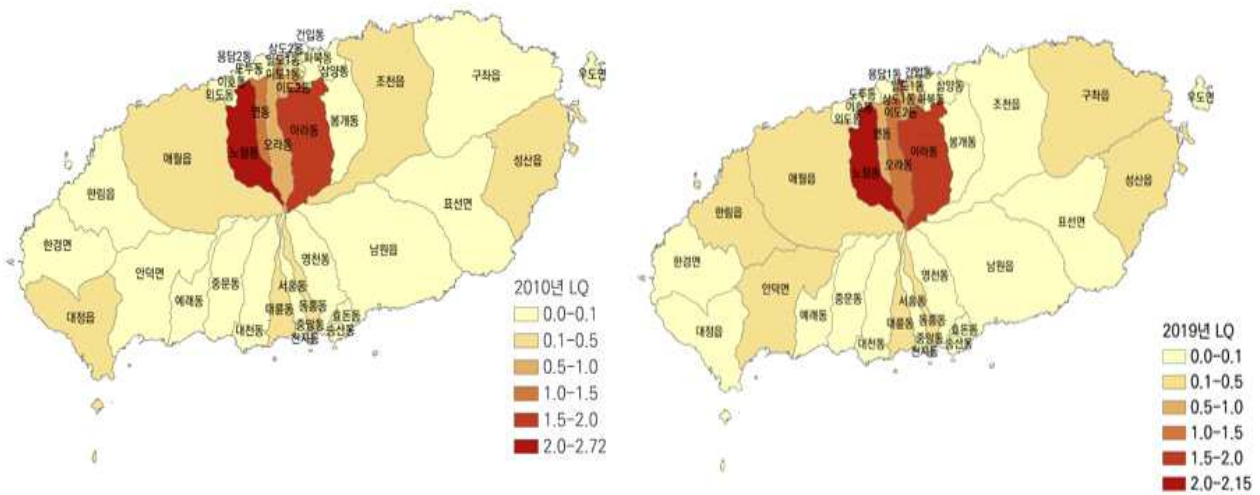 건입동
삼도2동
용담2동
일도1동
화북동
도두동
이도1동
이호동
삼양동
이도2동
외도동
조천읍
구좌읍
우도면
연동
아라동
봉개동
오라동
노형동
애월읍
성산읍
한림읍
표선면
한경면
남원읍
안덕면
영천동
중문동
예래동
서홍동
대륜동
동홍동
효돈동
대정읍
대천동
중앙동
송산동
천지동
2010년 LQ
0.0-0.1
0.1-0.5
0.5-1.0
1.0-1.5
1.5-2.0
2.0-2.72
용담1동
건입동
일도1동
삼양동
도두동
이호동
삼도1동
화북동
외도동
이도2동
조천읍
구좌읍
우도면
연동
봉개동
아라동
오라동
노형동
애월읍
성산읍
한림읍
표선면
한경면
남원읍
안덕면
영천동
중문동
예래동
서홍동
대정읍
대륜동
동홍동
효돈동
대천동
중앙동
송산동
천지동
2019년 LQ
0.0-0.1
0.1-0.5
0.5-1.0
1.0-1.5
1.5-2.0
2.0-2.15